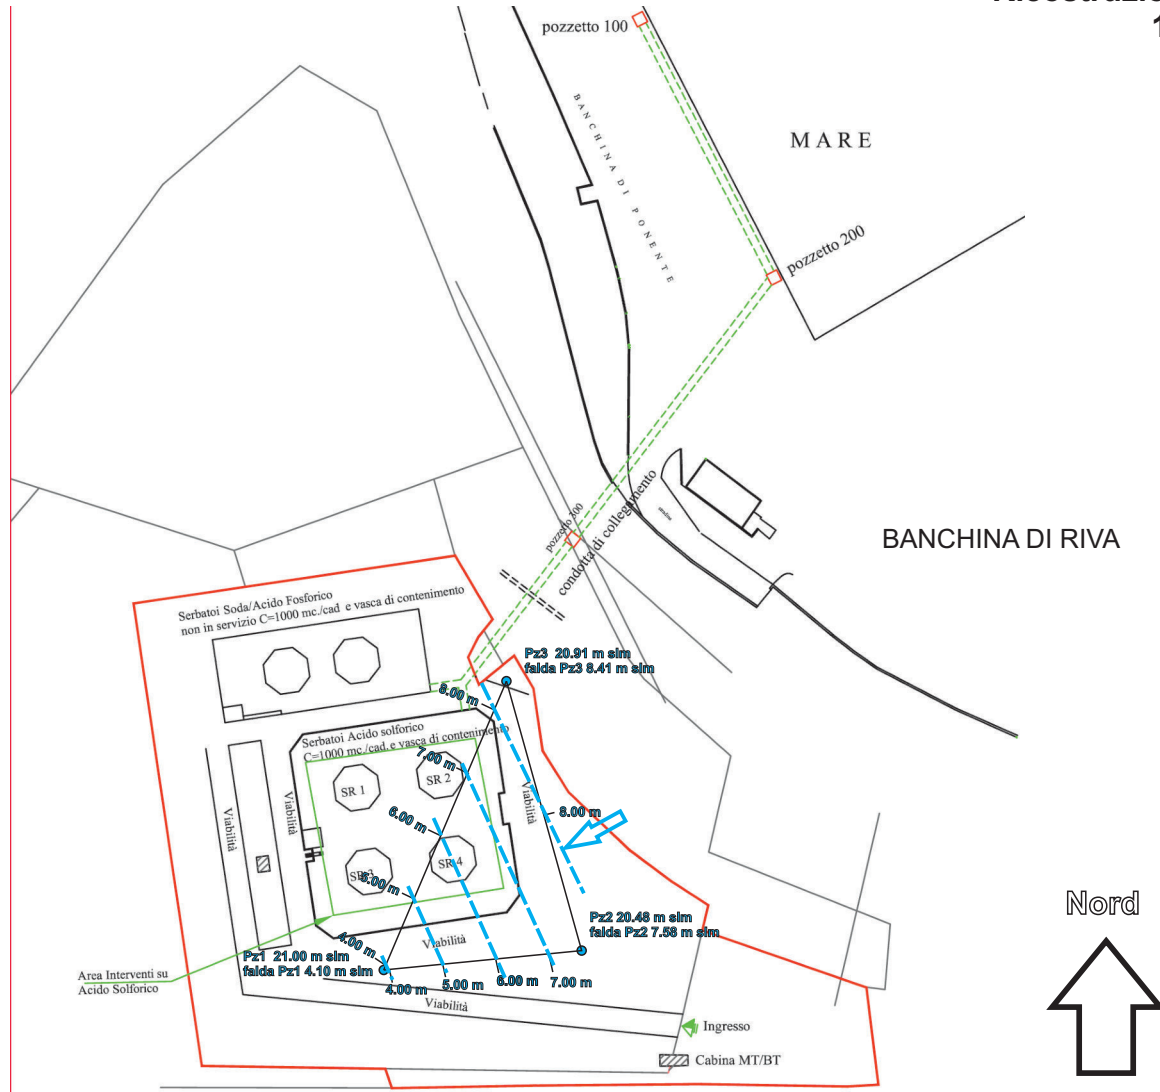 pozzetto 100
MARE
BANCHINA DI PONENTE
pozzetto 200
pozzetto 300
condotta di collegamento
BANCHINA DI RIVA
Serbatoi Soda/Acido Fosforico
non in servizio C=1000 mc./cad e vasca di contenimento
Pz3 20.91 m slm
falda Pz3 8.41 m slm
8.00 m
Serbatoi Acido solforico
C=1000 mc./cad. e vasca di contenimento
7.00 m
SR 1
SR 2
Viabilità
Viabilità
Viabilità
6.00 m
8.00 m
SR 3
SR 4
5.00 m
Nord
Pz2 20.48 m slm
falda Pz2 7.58 m slm
4.00 m
Viabilità
Pz1 21.00 m slm
falda Pz1 4.10 m slm
Area Interventi su
Acido Solforico
4.00 m
5.00 m
6.00 m
7.00 m
Viabilità
Ingresso
Cabina MT/BT